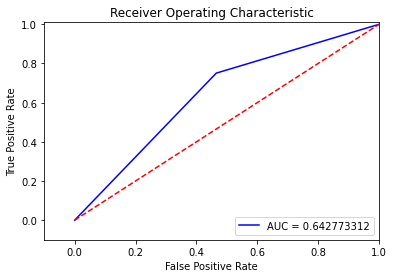 Receiver Operating Characteristic
1.0
0.8
0.6
0.4
0.2
0.0
True Positive Rate
AUC = 0.642773312
0.0 0.2 0.4 0.6 0.8 1.0
False Positive Rate